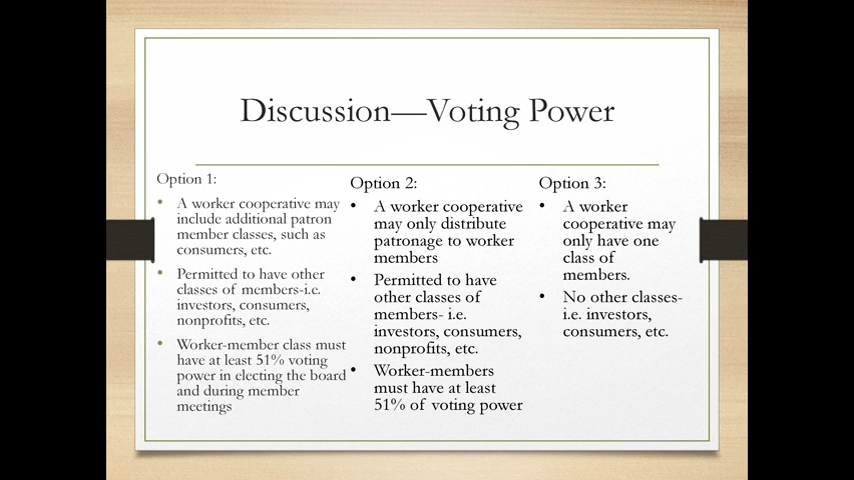 Discussion—Voting Power
Option 1:
• A worker cooperative may
include additional patron
member classes, such as
consumers, etc.
• Permitted to have other
classes of members-i.e.
investors, consumers,
nonprofits, etc.
• Worker-member class must
have at least 51% voting
power in electing the board
and during member
meetings
Option 2:
• A worker cooperative
may only distribute
patronage to worker
members
• Permitted to have
other classes of
members- i.e.
investors, consumers,
nonprofits, etc.
• Worker-members
must have at least
51% of voting power
Option 3:
• A worker
cooperative may
only have one
class of
members.
• No other classes-
i.e. investors,
consumers, etc.